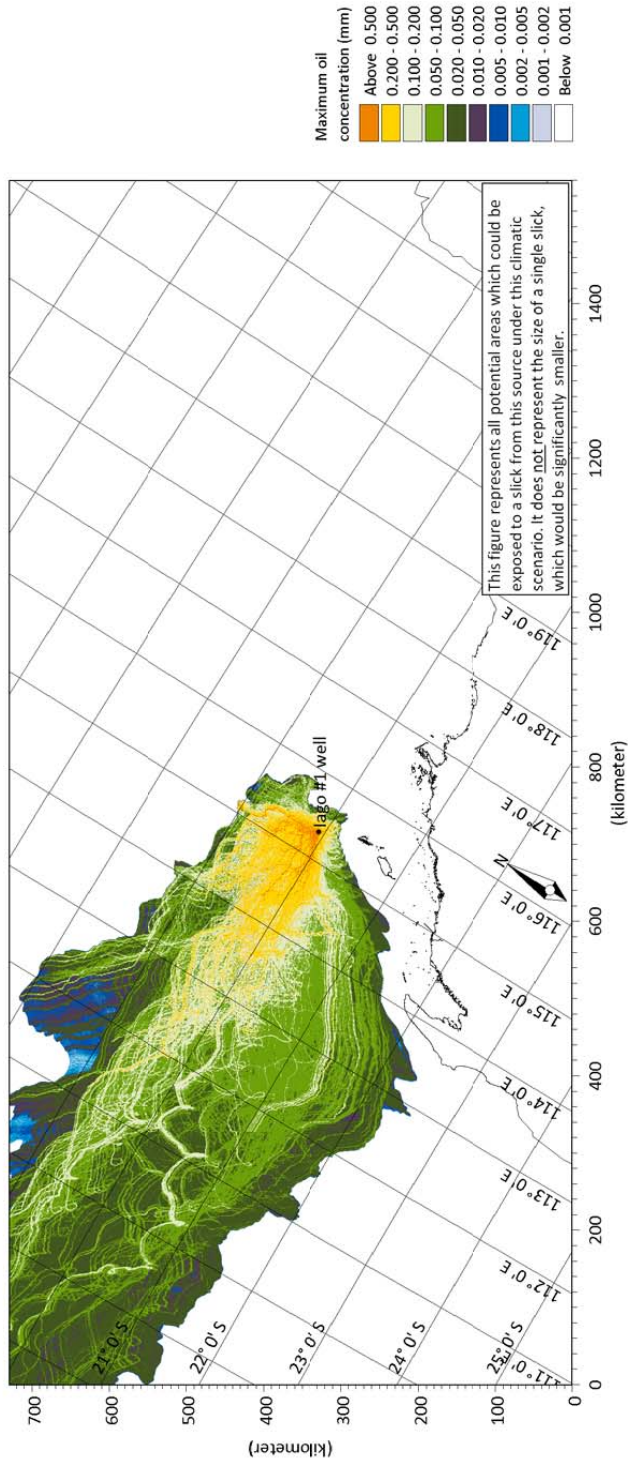 Maximum oil
concentration (mm)
Above 0.500
0.200 - 0.500
0.100 - 0.200
0.050 - 0.100
0.020 - 0.050
0.010 - 0.020
0.005 - 0.010
0.002 - 0.005
0.001 - 0.002
Below 0.001
This figure represents all potential areas which could be
exposed to a slick from this source under this climatic
scenario. It does not represent the size of a single slick,
which would be significantly smaller.
Iago #1 well
N
700
600
500
400
300
200
100
0
(kilometer)
0
200
400
600
800
1000
1200
1400
(kilometer)
21° 0' S
22° 0' S
23° 0' S
24° 0' S
25° 0' S
111° 0' E
112° 0' E
113° 0' E
114° 0' E
115° 0' E
116° 0' E
117° 0' E
118° 0' E
119° 0' E